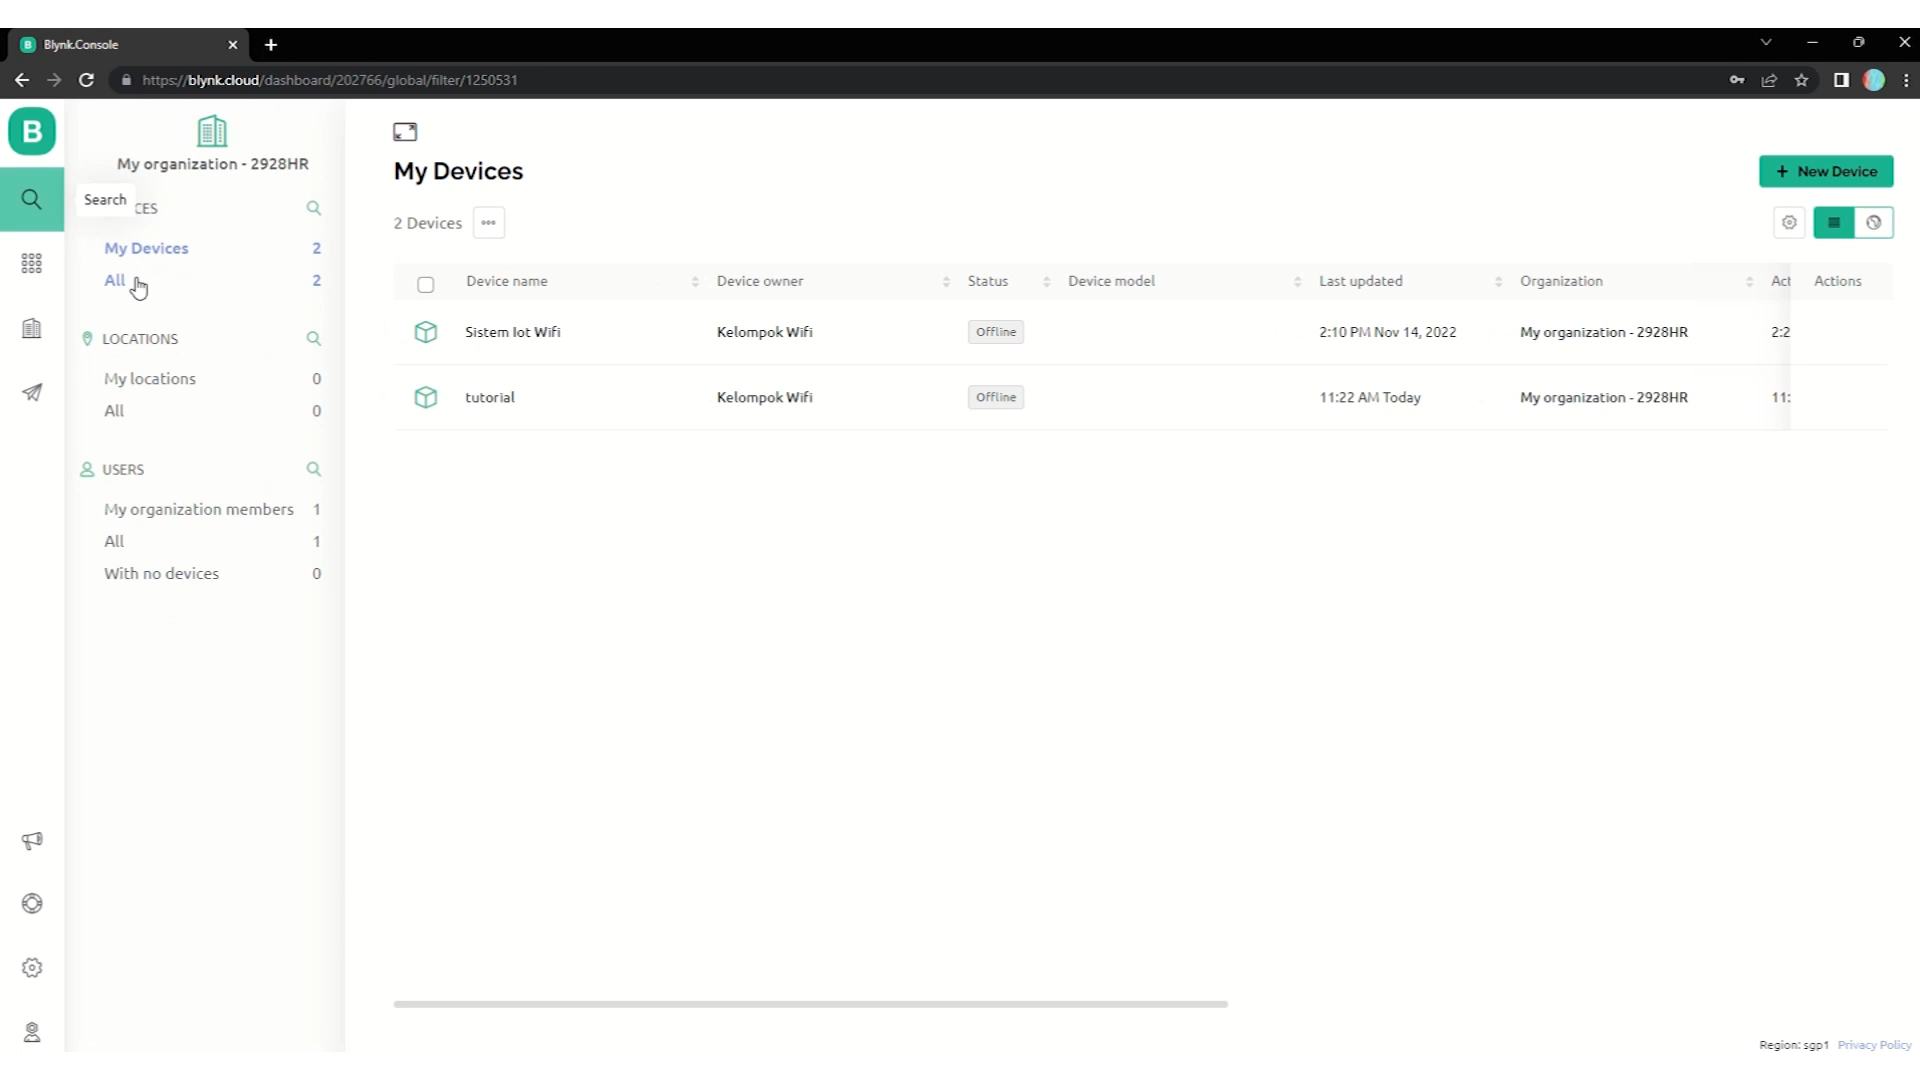 B Blynk.Console
https://blynk.cloud/dashboard/202766/global/filter/1250531
B
My organization - 2928HR
Search
CES
My Devices 2
All 2
LOCATIONS
My locations 0
All 0
USERS
My organization members 1
All 1
With no devices 0
My Devices
+ New Device
2 Devices
Device name Device owner Status Device model Last updated Organization Act Actions
Sistem Iot Wifi Kelompok Wifi Offline 2:10 PM Nov 14, 2022 My organization - 2928HR 2:2
tutorial Kelompok Wifi Offline 11:22 AM Today My organization - 2928HR 11:
Region: sgp1 Privacy Policy